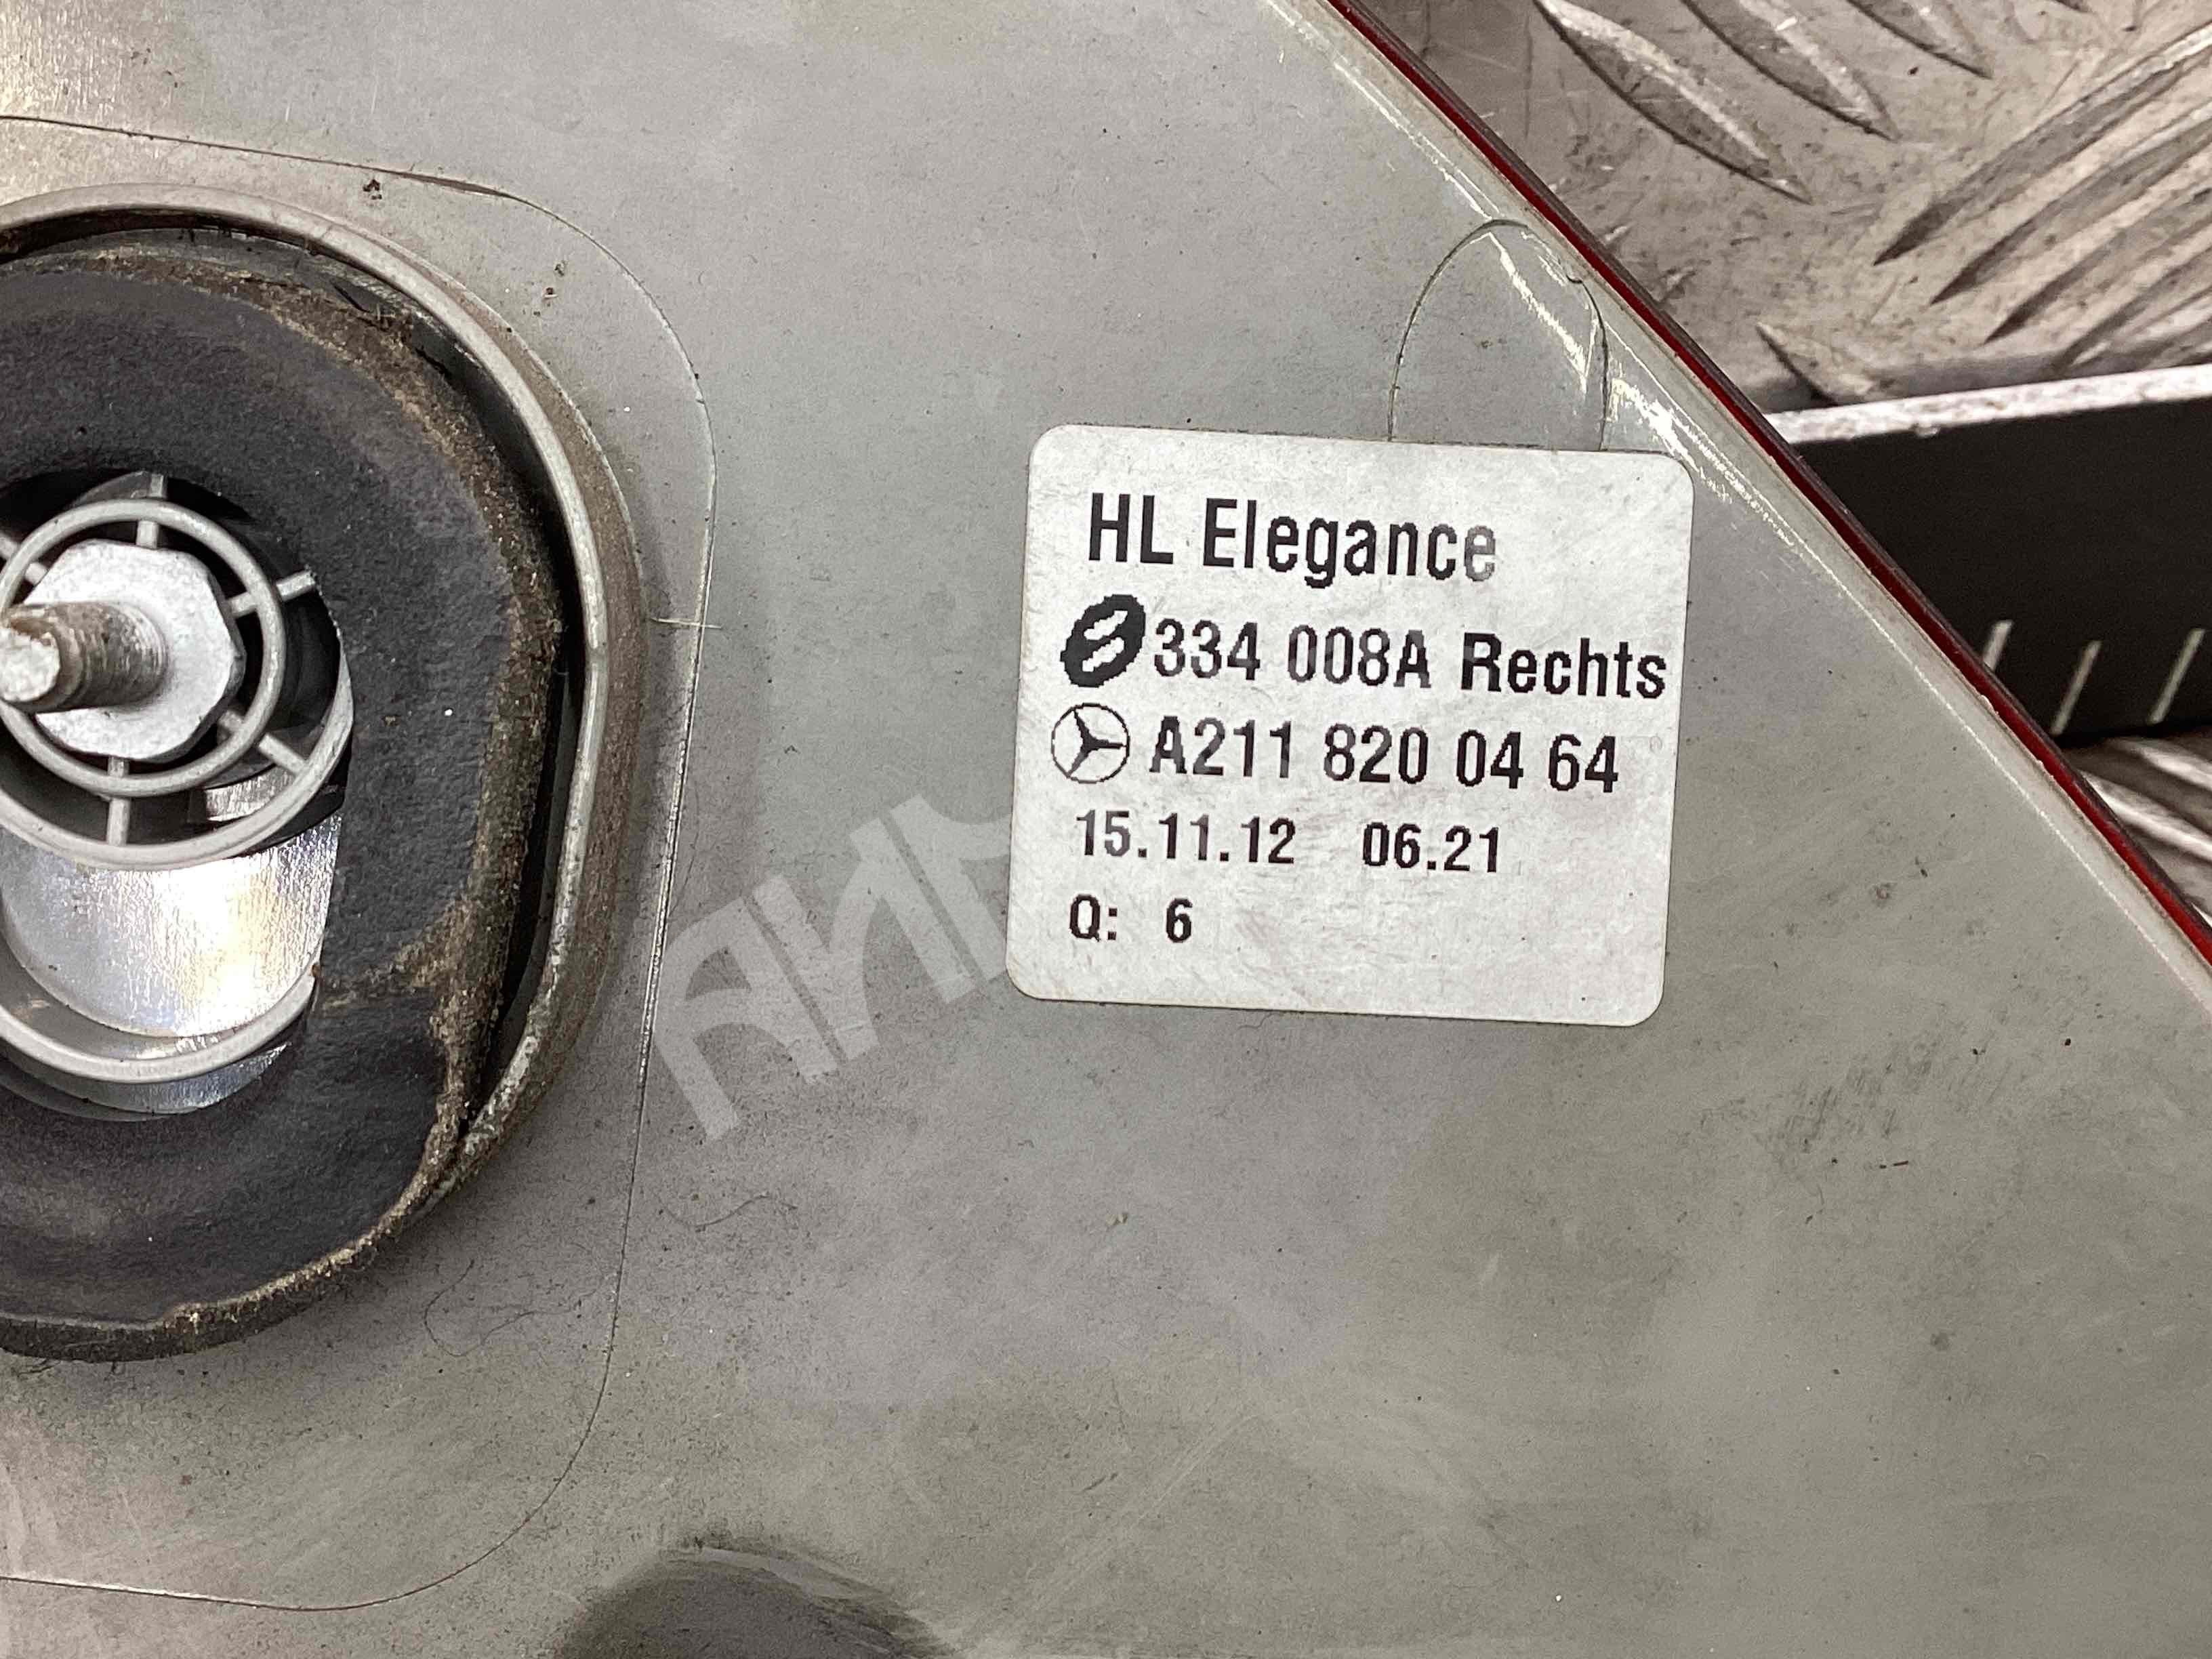 HL Elegance
334 008A Rechts
A211 820 04 64
15.11.12 06.21
Q: 6